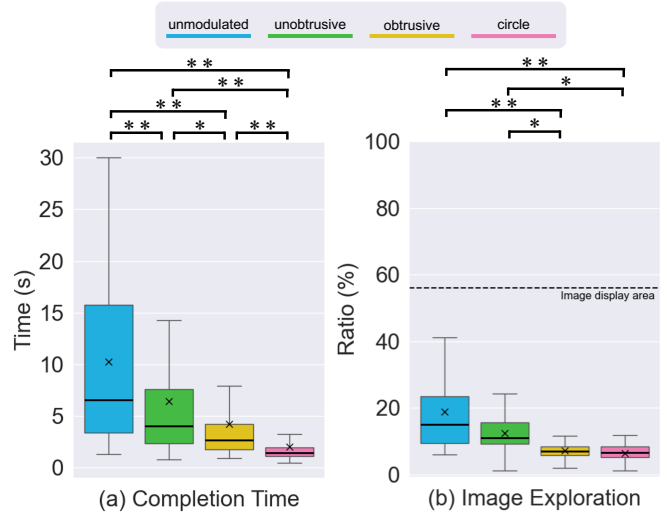 unmodulated unobtrusive obtrusive circle
** **
** *
** **
** * ** *
30
25
20
15
10
5
0
Time (s)
(a) Completion Time
100
80
60
40
20
0
Ratio (%)
Image display area
(b) Image Exploration